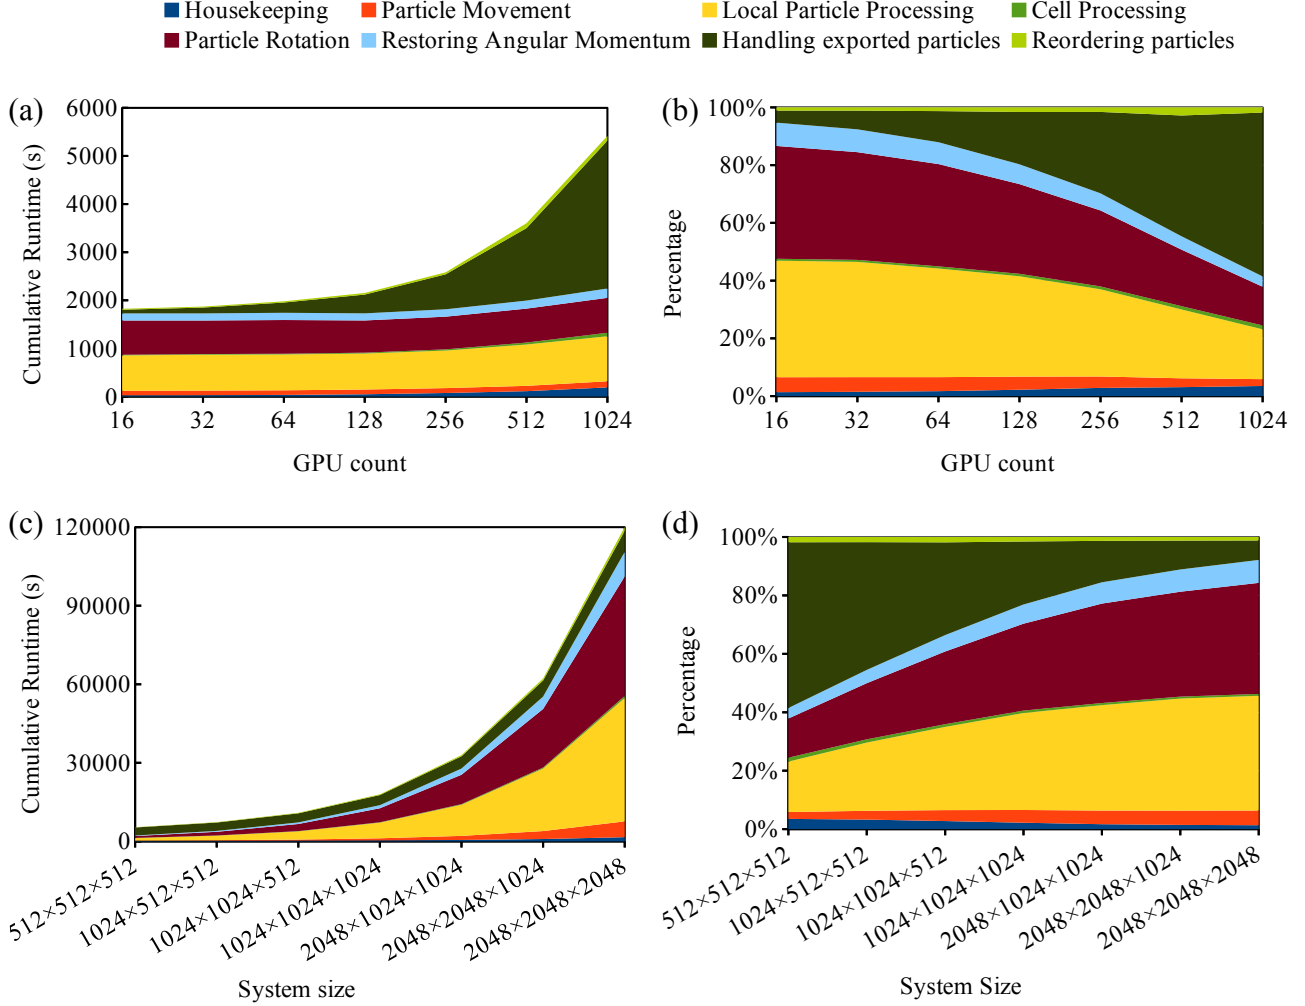 Housekeeping Particle Movement Local Particle Processing Cell Processing
Particle Rotation Restoring Angular Momentum Handling exported particles Reordering particles
(a)
Cumulative Runtime (s)
6000
5000
4000
3000
2000
1000
0
16 32 64 128 256 512 1024
GPU count
(b)
Percentage
100%
80%
60%
40%
20%
0%
16 32 64 128 256 512 1024
GPU count
(c)
Cumulative Runtime (s)
120000
90000
60000
30000
0
512×512×512
1024×512×512
1024×1024×512
1024×1024×1024
2048×1024×1024
2048×2048×1024
2048×2048×2048
System size
(d)
Percentage
100%
80%
60%
40%
20%
0%
512×512×512
1024×512×512
1024×1024×512
1024×1024×1024
2048×1024×1024
2048×2048×1024
2048×2048×2048
System Size